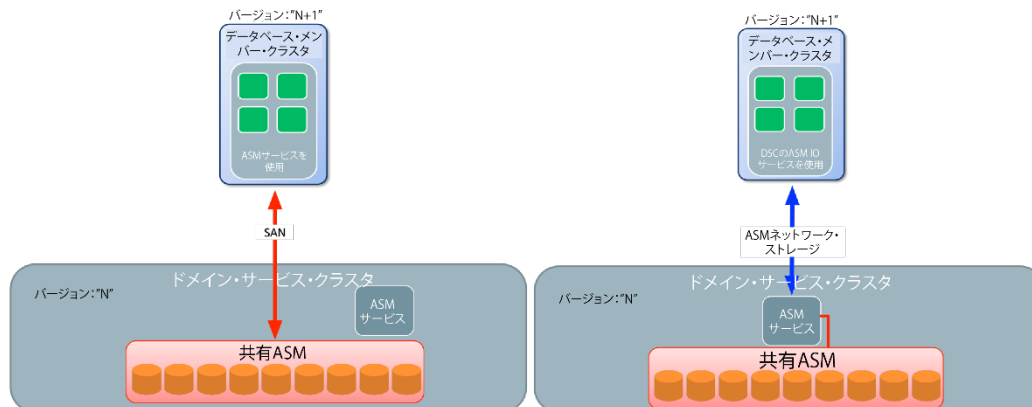 バージョン:"N+1"
データベース・メン
バー・クラスタ
ASMサービスを
使用
SAN
ドメイン・サービス・クラスタ
バージョン:"N"
ASM
サービス
共有ASM
バージョン:"N+1"
データベース・メ
ンバー・クラスタ
DSCのASM IO
サービスを使用
ASMネットワーク・
ストレージ
ドメイン・サービス・クラスタ
バージョン:"N"
ASM
サービス
共有ASM